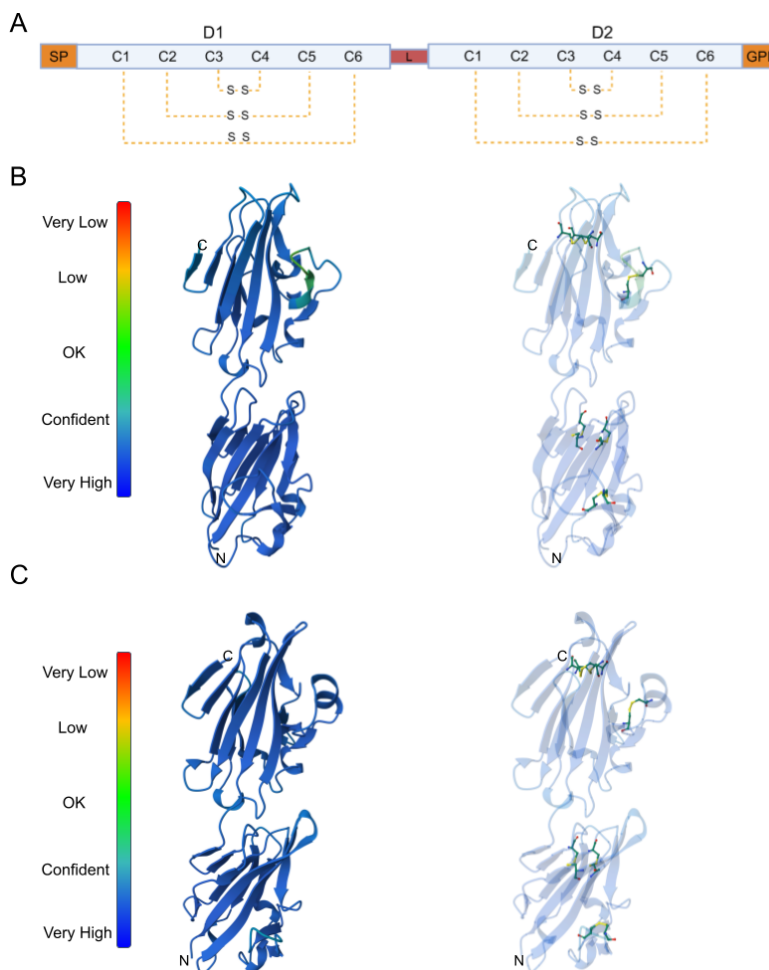 A
D1 D2
SP C1 C2 C3 C4 C5 C6 L C1 C2 C3 C4 C5 C6 GPI
S S S S
S S S S
S S S S
B
Very Low
C C
Low
OK
Confident
Very High
N N
C
C C
Very Low
Low
OK
Confident
Very High
N N